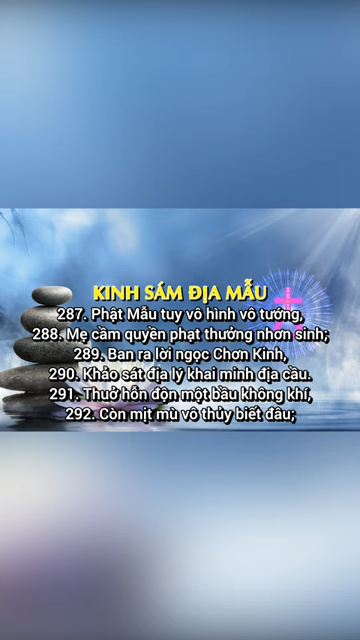 KINH SÁM ĐỊA MẪU
287. Phật Mẫu tuy vô hình vô tướng,
288. Mẹ cầm quyền phạt thưởng nhơn sinh;
289. Ban ra lời ngọc Chơn Kinh,
290. Khảo sát địa lý khai minh địa cầu.
291. Thuở hỗn độn một bầu không khí,
292. Còn mịt mù vô thủy biết đâu;